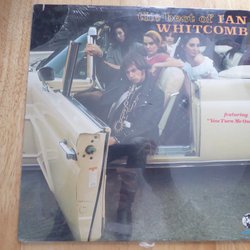 the best of IAN
WHITCOMB
featuring
"You Turn Me On"